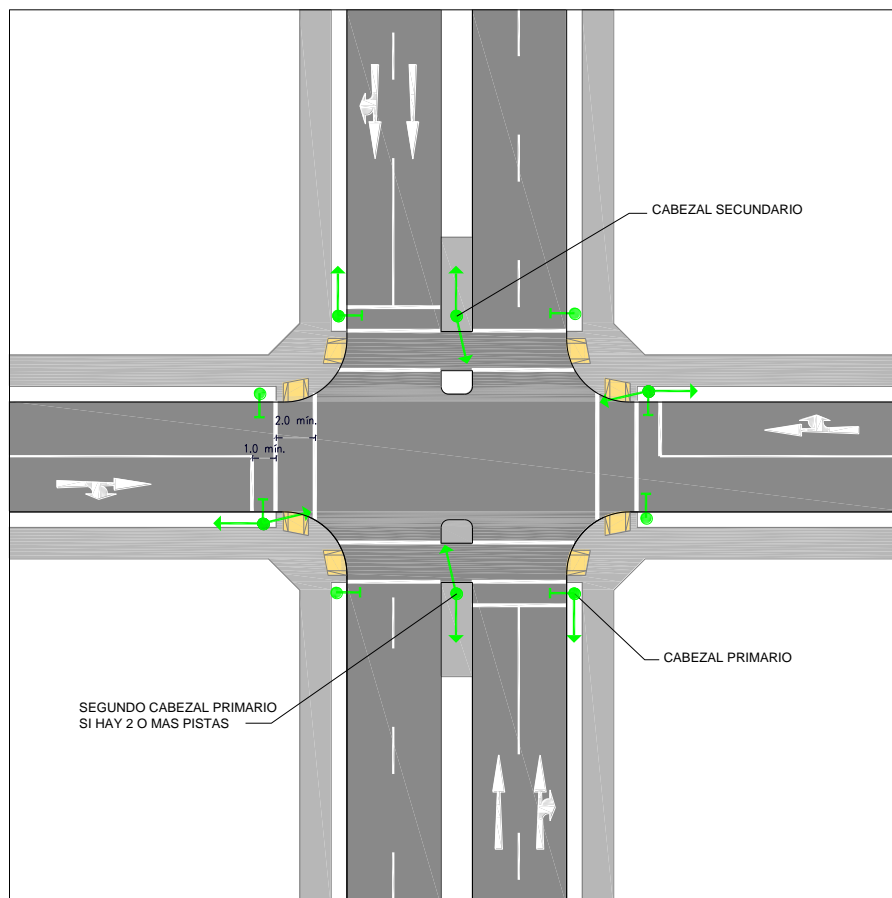 CABEZAL SECUNDARIO
2.0 mín.
1.0 mín.
CABEZAL PRIMARIO
SEGUNDO CABEZAL PRIMARIO
SI HAY 2 O MAS PISTAS